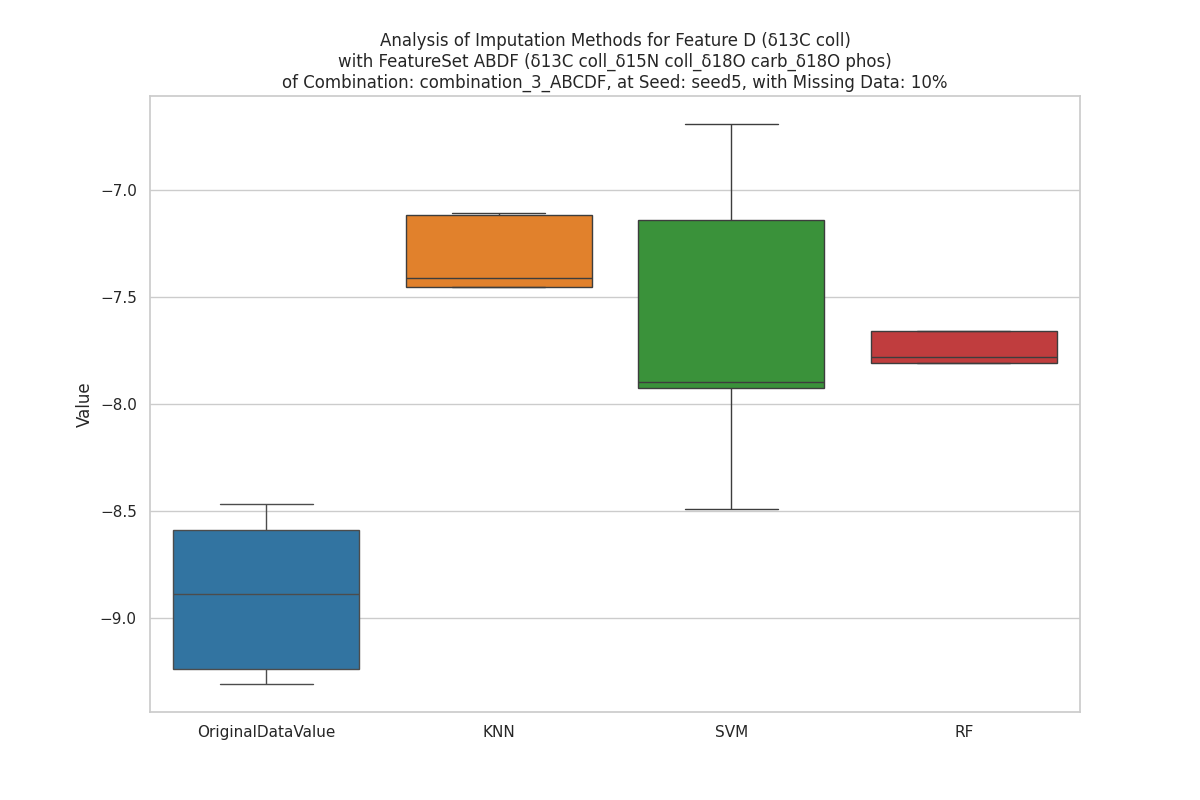 Analysis of Imputation Methods for Feature D (δ13C coll)
with FeatureSet ABDF (δ13C coll_δ15N coll_δ18O carb_δ18O phos)
of Combination: combination_3_ABCDF, at Seed: seed5, with Missing Data: 10%
Value
−7.0
−7.5
−8.0
−8.5
−9.0
OriginalDataValue KNN SVM RF